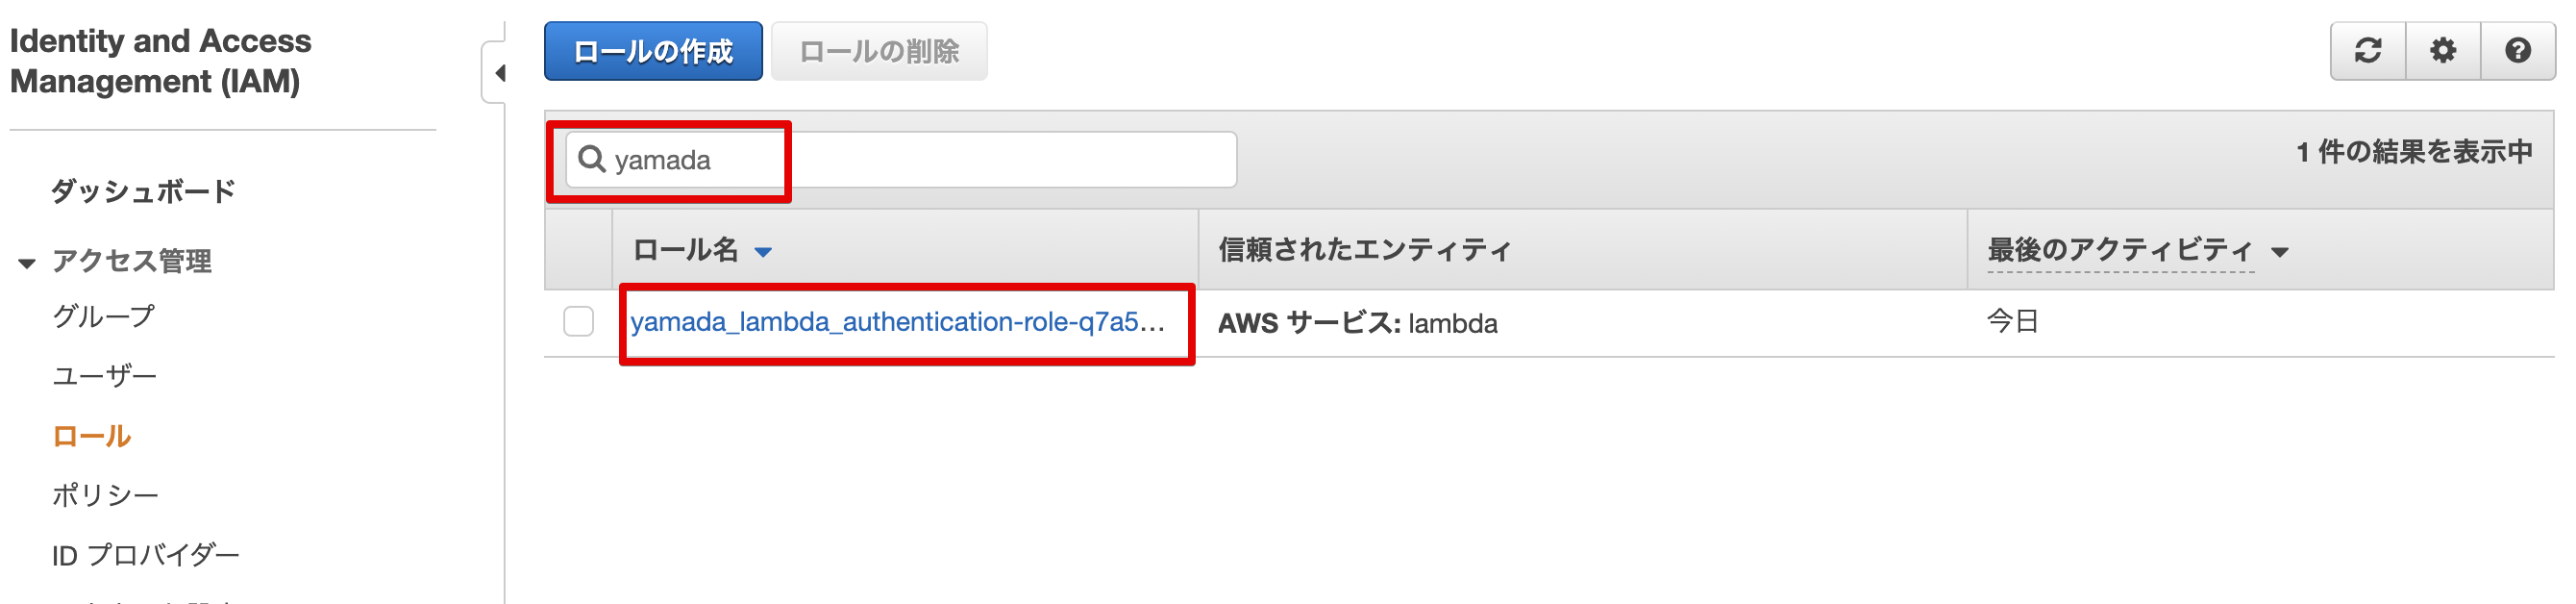 Identity and Access
Management (IAM)
ダッシュボード
アクセス管理
グループ
ユーザー
ロール
ポリシー
ID プロバイダー
ロールの作成
ロールの削除
yamada
1 件の結果を表示中
ロール名
信頼されたエンティティ
最後のアクティビティ
yamada_lambda_authentication-role-q7a5...
AWS サービス: lambda
今日